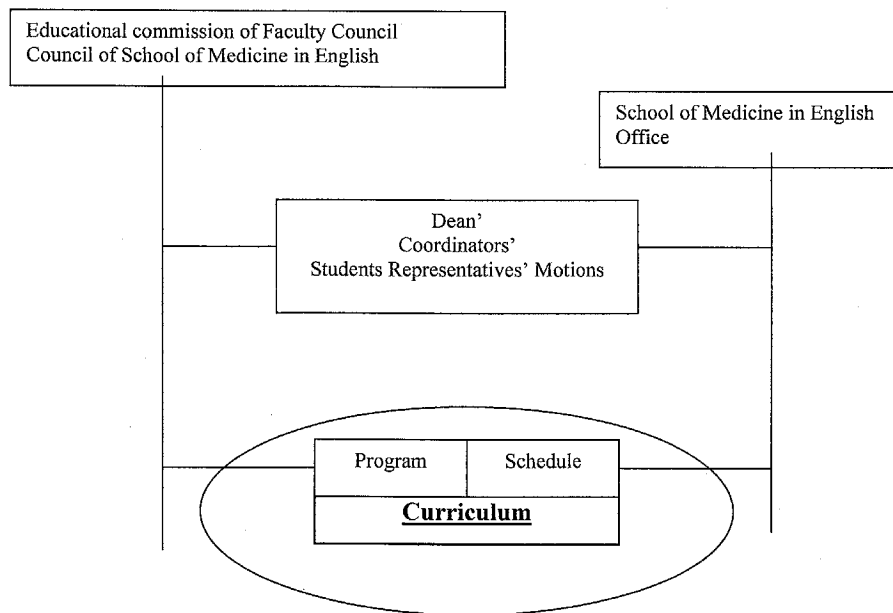 Educational commission of Faculty Council
Council of School of Medicine in English
School of Medicine in English
Office
Dean’
Coordinators’
Students Representatives’ Motions
Program
Schedule
Curriculum